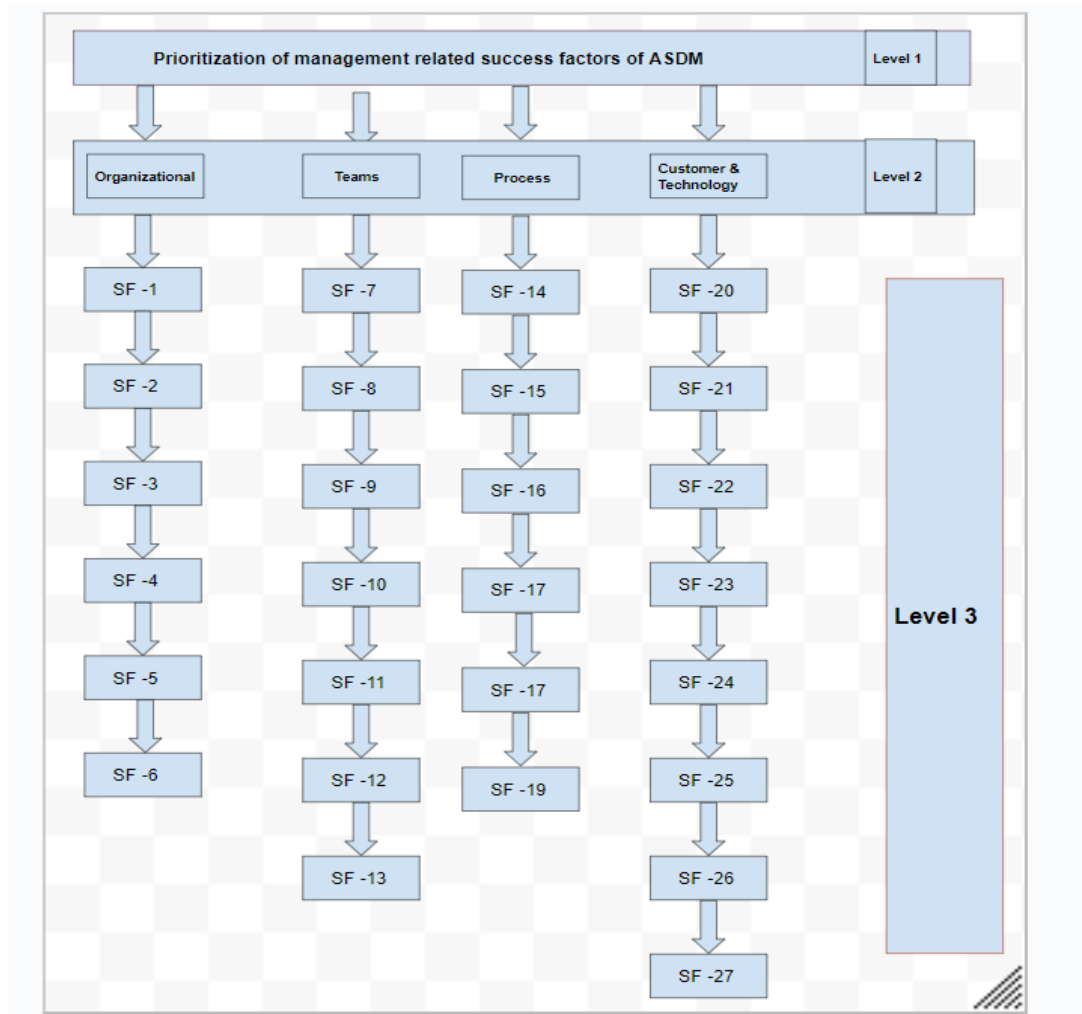 Prioritization of management related success factors of ASDM
Level 1
Organizational
Teams
Process
Customer &
Technology
Level 2
SF -1
SF -7
SF -14
SF -20
SF -2
SF -8
SF -15
SF -21
SF -3
SF -9
SF -16
SF -22
SF -4
SF -10
SF -17
SF -23
Level 3
SF -5
SF -11
SF -17
SF -24
SF -6
SF -12
SF -19
SF -25
SF -13
SF -26
SF -27